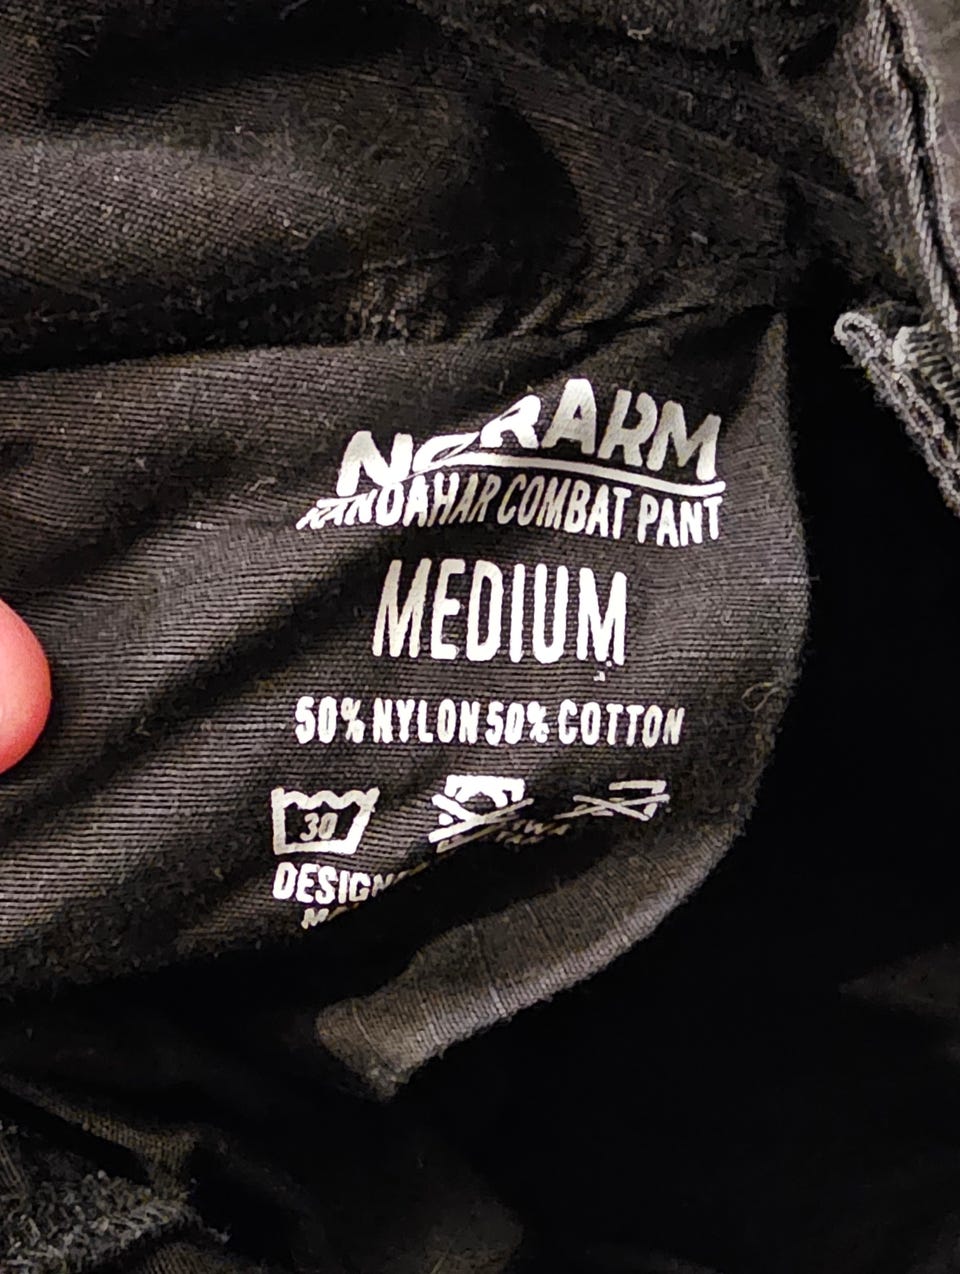 NORARM
KANDAHAR COMBAT PANT
MEDIUM
50% NYLON 50% COTTON
30